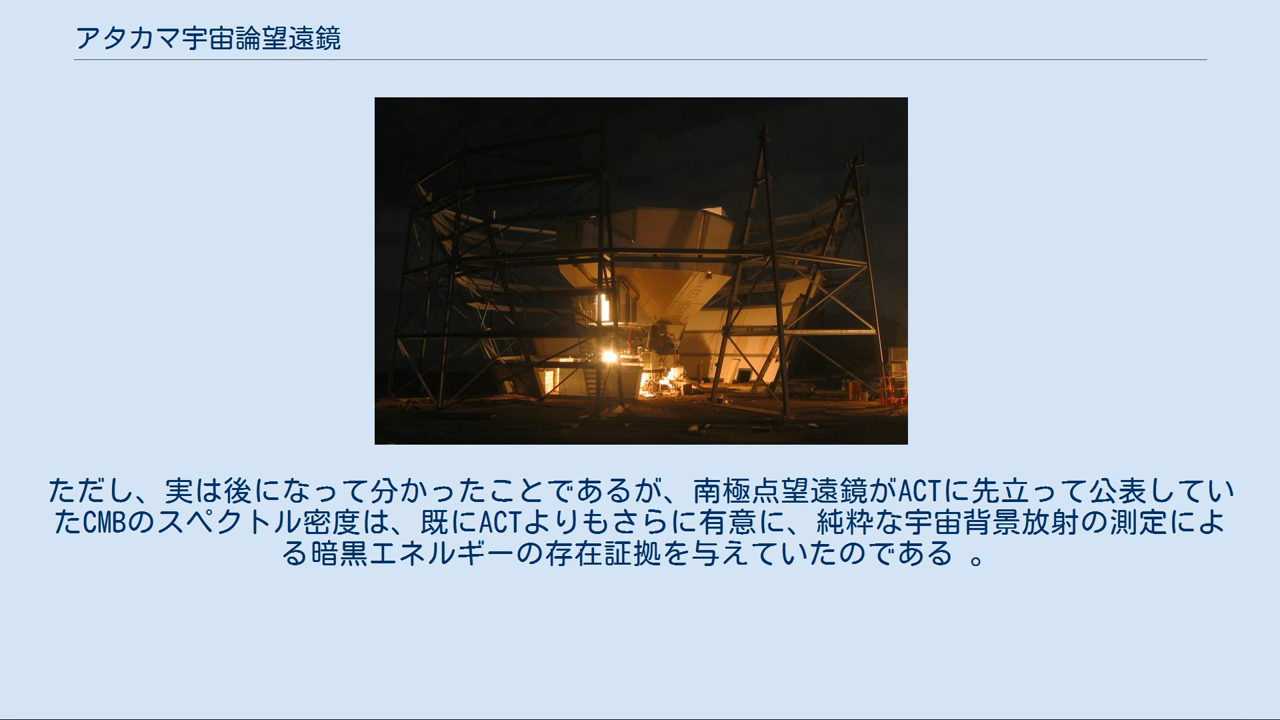 アタカマ宇宙論望遠鏡
ただし、実は後になって分かったことであるが、南極点望遠鏡がACTに先立って公表してい
たCMBのスペクトル密度は、既にACTよりもさらに有意に、純粋な宇宙背景放射の測定によ
る暗黒エネルギーの存在証拠を与えていたのである 。